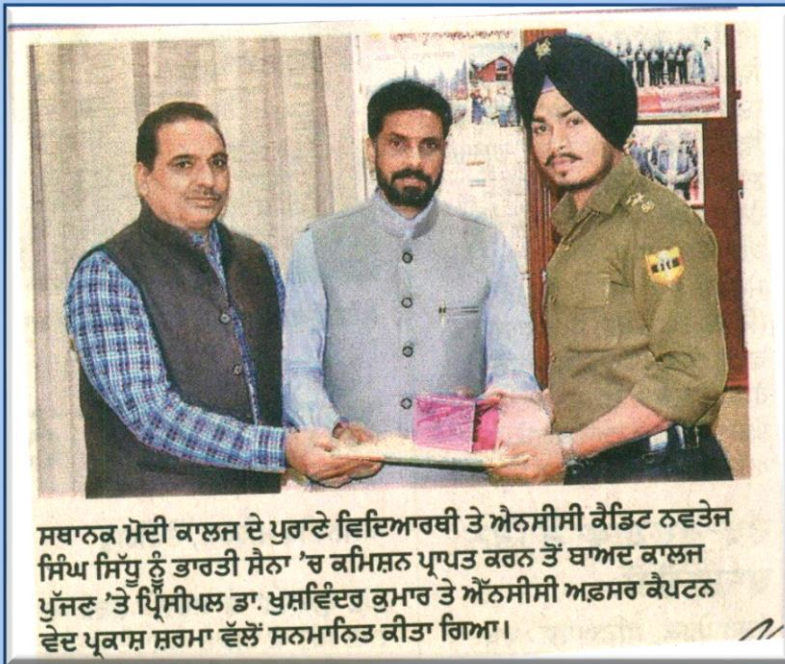 ਸਥਾਨਕ ਮੋਦੀ ਕਾਲਜ ਦੇ ਪੁਰਾਣੇ ਵਿਦਿਆਰਥੀ ਤੇ ਐਨਸੀਸੀ ਕੈਡਿਟ ਨਵਤੇਜ
ਸਿੰਘ ਸਿੱਧੂ ਨੂੰ ਭਾਰਤੀ ਸੈਨਾ ’ਚ ਕਮਿਸ਼ਨ ਪ੍ਰਾਪਤ ਕਰਨ ਤੋਂ ਬਾਅਦ ਕਾਲਜ
ਪੁੱਜਣ ’ਤੇ ਪ੍ਰਿੰਸੀਪਲ ਡਾ. ਖੁਸ਼ਵਿੰਦਰ ਕੁਮਾਰ ਤੇ ਐੱਨਸੀਸੀ ਅਫ਼ਸਰ ਕੈਪਟਨ
ਵੇਦ ਪ੍ਰਕਾਸ਼ ਸ਼ਰਮਾ ਵੱਲੋਂ ਸਨਮਾਨਿਤ ਕੀਤਾ ਗਿਆ।